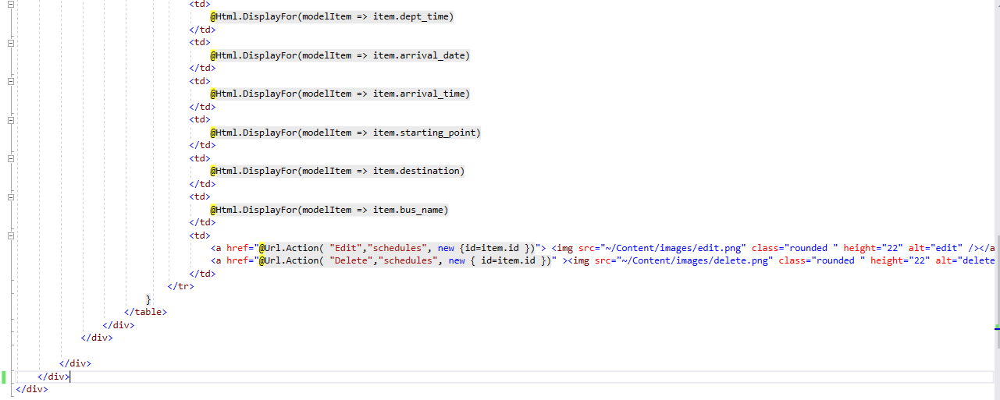 <td>
@Html.DisplayFor(modelItem => item.dept_time)
</td>
<td>
@Html.DisplayFor(modelItem => item.arrival_date)
</td>
<td>
@Html.DisplayFor(modelItem => item.arrival_time)
</td>
<td>
@Html.DisplayFor(modelItem => item.starting_point)
</td>
<td>
@Html.DisplayFor(modelItem => item.destination)
</td>
<td>
@Html.DisplayFor(modelItem => item.bus_name)
</td>
<td>
<a href="@Url.Action( "Edit","schedules", new {id=item.id })"> <img src="~/Content/images/edit.png" class="rounded " height="22" alt="edit" /></a
<a href="@Url.Action( "Delete","schedules", new { id=item.id })" ><img src="~/Content/images/delete.png" class="rounded " height="22" alt="delete
</td>
</tr>
}
</table>
</div>
</div>
</div>
</div>
</div>